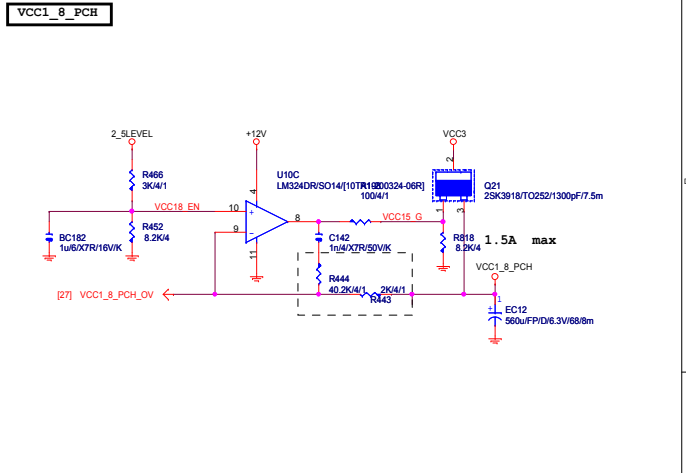 VCC1_8_PCH
2_5LEVEL
+12V
VCC3
2
R466
3K/4/1
U10C
LM324DR/SO14/[10TA1-200324-06R]
100/4/1
Q21
2SK3918/TO252/1300pF/7.5m
4
VCC18_EN
10
+
8
VCC15_G
1
3
BC182
1u/6/X7R/16V/K
R452
8.2K/4
9
-
11
C142
1n/4/X7R/50V/K
R818
8.2K/4
1.5A max
VCC1_8_PCH
R444
40.2K/4/1
2K/4/1
R443
[27] VCC1_8_PCH_OV
1
+
EC12
560u/FP/D/6.3V/68/8m